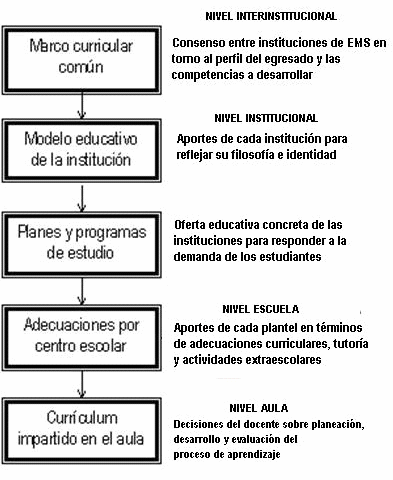 NIVEL INTERINSTITUCIONAL
Marco curricular
común
Consenso entre instituciones de EMS en
torno al perfil del egresado y las
competencias a desarrollar
NIVEL INSTITUCIONAL
Modelo educativo
de la institución
Aportes de cada institución para
reflejar su filosofía e identidad
Planes y programas
de estudio
Oferta educativa concreta de las
instituciones para responder a la
demanda de los estudiantes
NIVEL ESCUELA
Adecuaciones por
centro escolar
Aportes de cada plantel en términos
de adecuaciones curriculares, tutoría
y actividades extraescolares,
NIVEL AULA
Currículum
impartido en el aula
Decisiones del docente sobre planeación,
desarrollo y evaluación del
proceso de aprendizaje